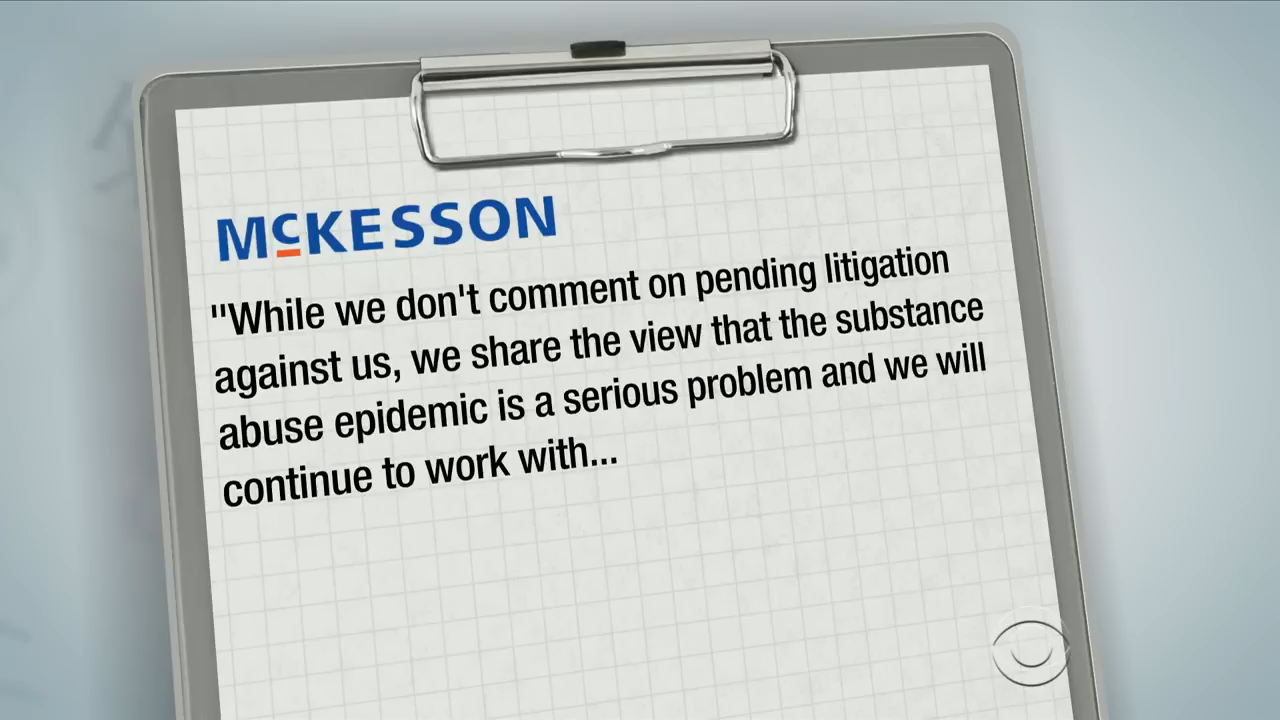 McKESSON
"While we don't comment on pending litigation
against us, we share the view that the substance
abuse epidemic is a serious problem and we will
continue to work with...